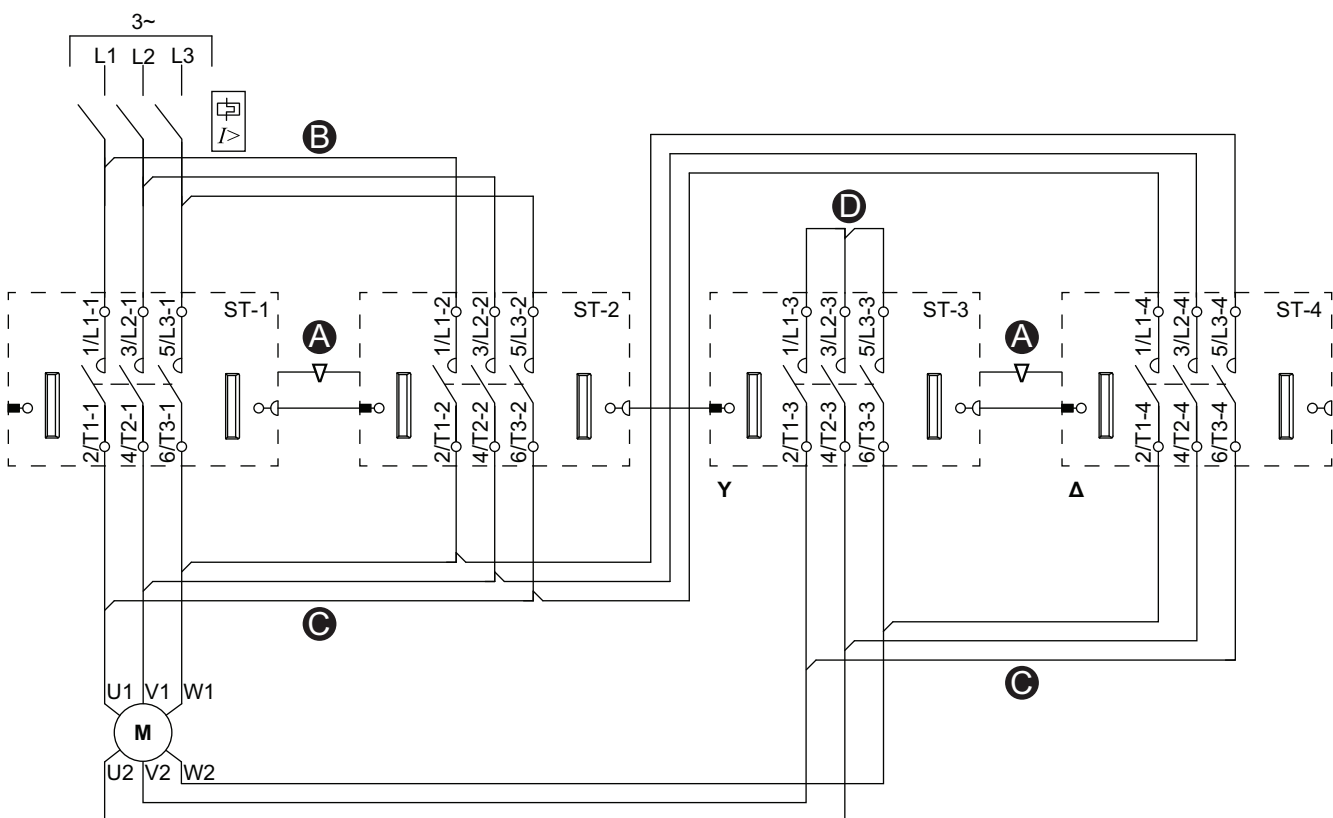 3~
L1 L2 L3
I>
B
D
1/L1-1 3/L2-1 5/L3-1 ST-1
1/L1-2 3/L2-2 5/L3-2 ST-2
1/L1-3 3/L2-3 5/L3-3 ST-3
1/L1-4 3/L2-4 5/L3-4 ST-4
A
A
2/T1-1 4/T2-1 6/T3-1
2/T1-2 4/T2-2 6/T3-2
2/T1-3 4/T2-3 6/T3-3
2/T1-4 4/T2-4 6/T3-4
Y
Δ
C
C
U1 V1 W1
M
U2 V2 W2